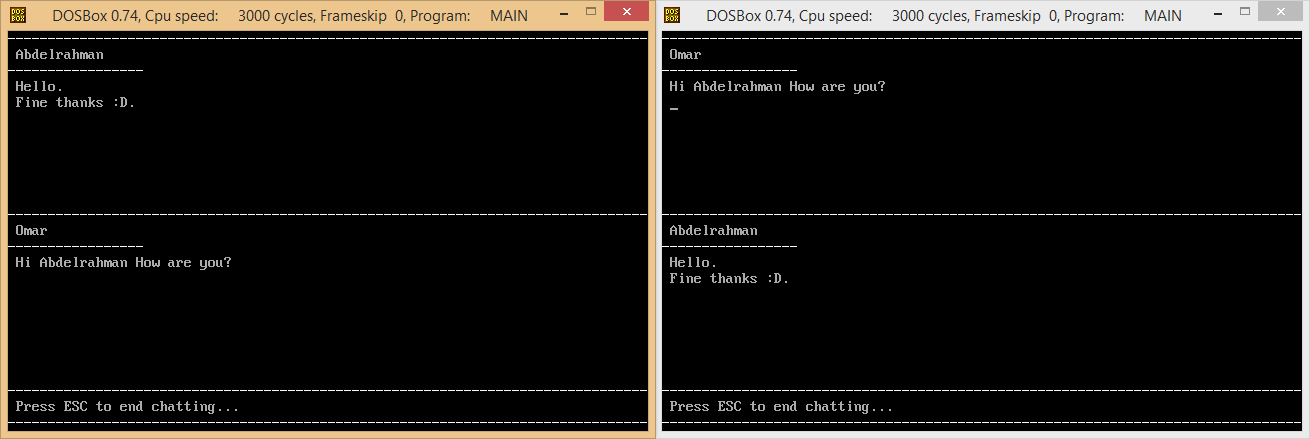 DOSBox 0.74, Cpu speed: 3000 cycles, Frameskip 0, Program: MAIN
Abdelrahman
Hello.
Fine thanks :D.
Omar
Hi Abdelrahman How are you?
Press ESC to end chatting...
DOSBox 0.74, Cpu speed: 3000 cycles, Frameskip 0, Program: MAIN
Omar
Hi Abdelrahman How are you?
Abdelrahman
Hello.
Fine thanks :D.
Press ESC to end chatting...